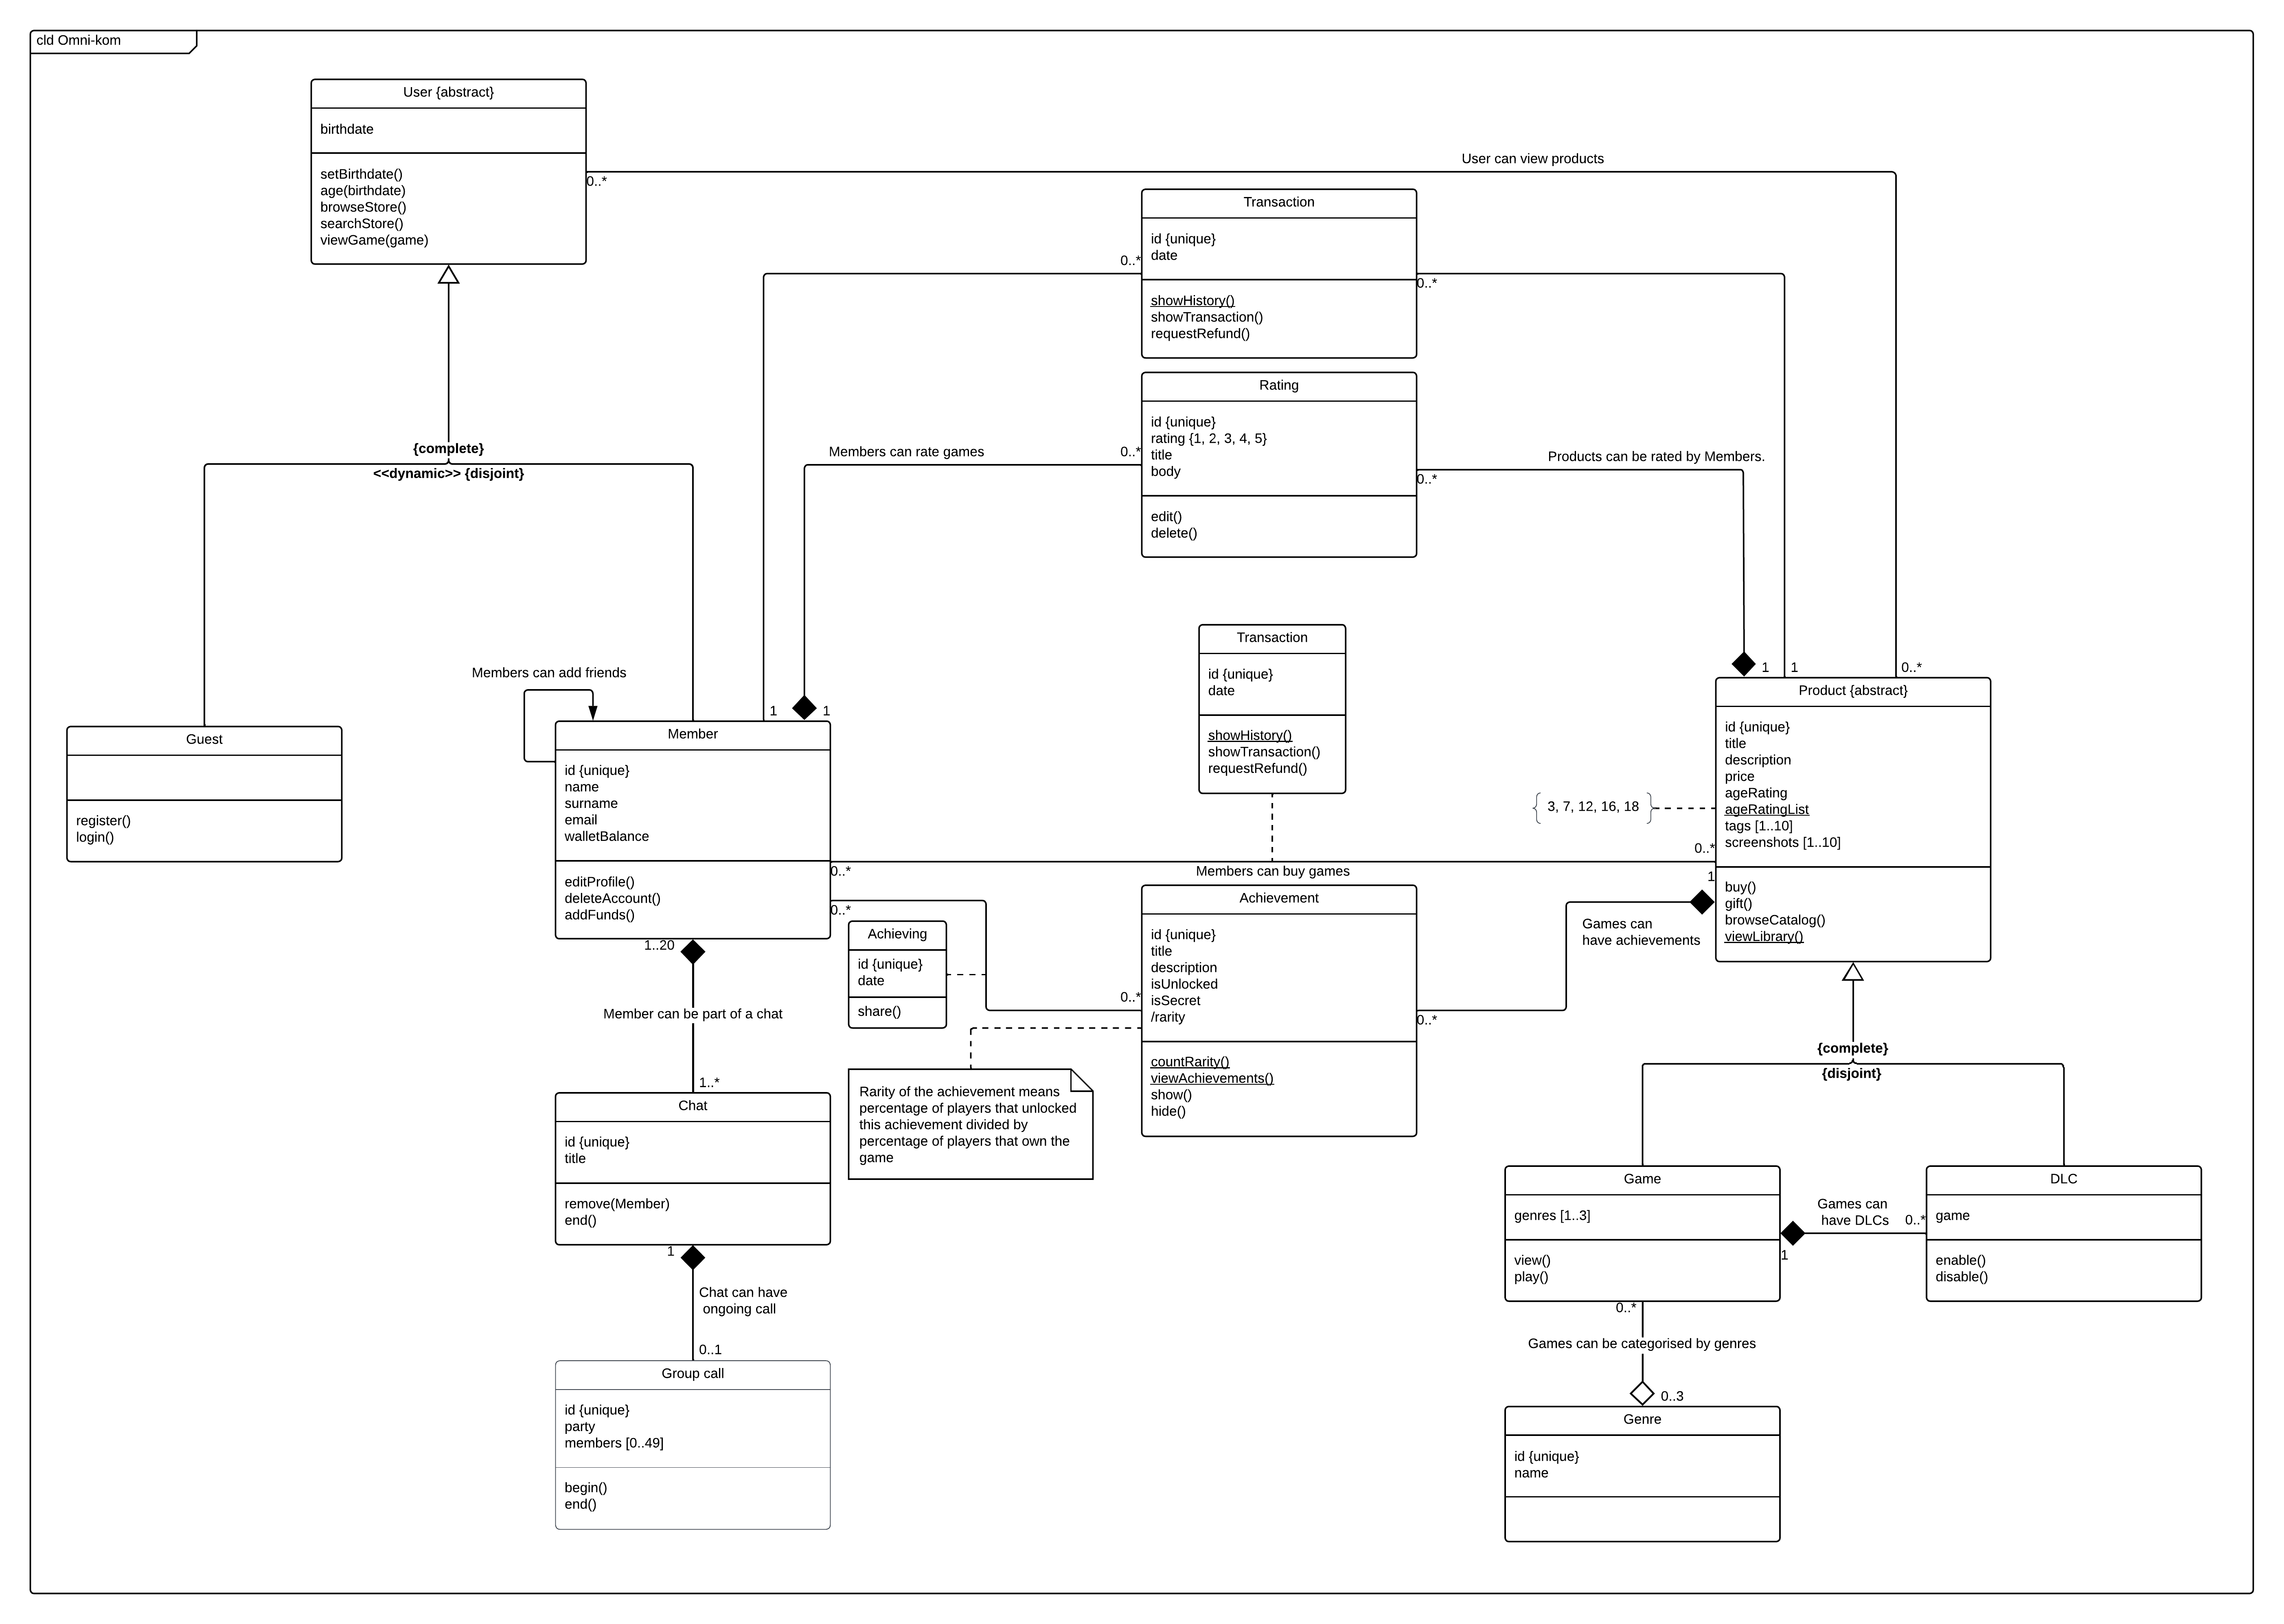 cld Omni-kom
User {abstract}
birthdate
setBirthdate()
age(birthdate)
browseStore()
searchStore()
viewGame(game)
0..*
User can view products
Transaction
id {unique}
date
showHistory()
showTransaction()
requestRefund()
0..*
0..*
Rating
id {unique}
rating {1, 2, 3, 4, 5}
title
body
edit()
delete()
Members can rate games
0..*
Products can be rated by Members.
0..*
{complete}
<<dynamic>> {disjoint}
Members can add friends
1
1
1
1
0..*
Guest
register()
login()
Member
id {unique}
name
surname
email
walletBalance
editProfile()
deleteAccount()
addFunds()
Transaction
id {unique}
date
showHistory()
showTransaction()
requestRefund()
Product {abstract}
id {unique}
title
description
price
ageRating
ageRatingList
tags [1..10]
screenshots [1..10]
buy()
gift()
browseCatalog()
viewLibrary()
3, 7, 12, 16, 18
0..*
0..*
Members can buy games
1
0..*
Achieving
id {unique}
date
share()
Achievement
id {unique}
title
description
isUnlocked
isSecret
/rarity
countRarity()
viewAchievements()
show()
hide()
0..*
0..*
Games can
have achievements
1..20
Member can be part of a chat
1..*
Rarity of the achievement means
percentage of players that unlocked
this achievement divided by
percentage of players that own the
game
{complete}
{disjoint}
Chat
id {unique}
title
remove(Member)
end()
1
Chat can have
ongoing call
0..1
Group call
id {unique}
party
members [0..49]
begin()
end()
Game
genres [1..3]
view()
play()
Games can
have DLCs
0..*
1
DLC
game
enable()
disable()
0..*
Games can be categorised by genres
0..3
Genre
id {unique}
name